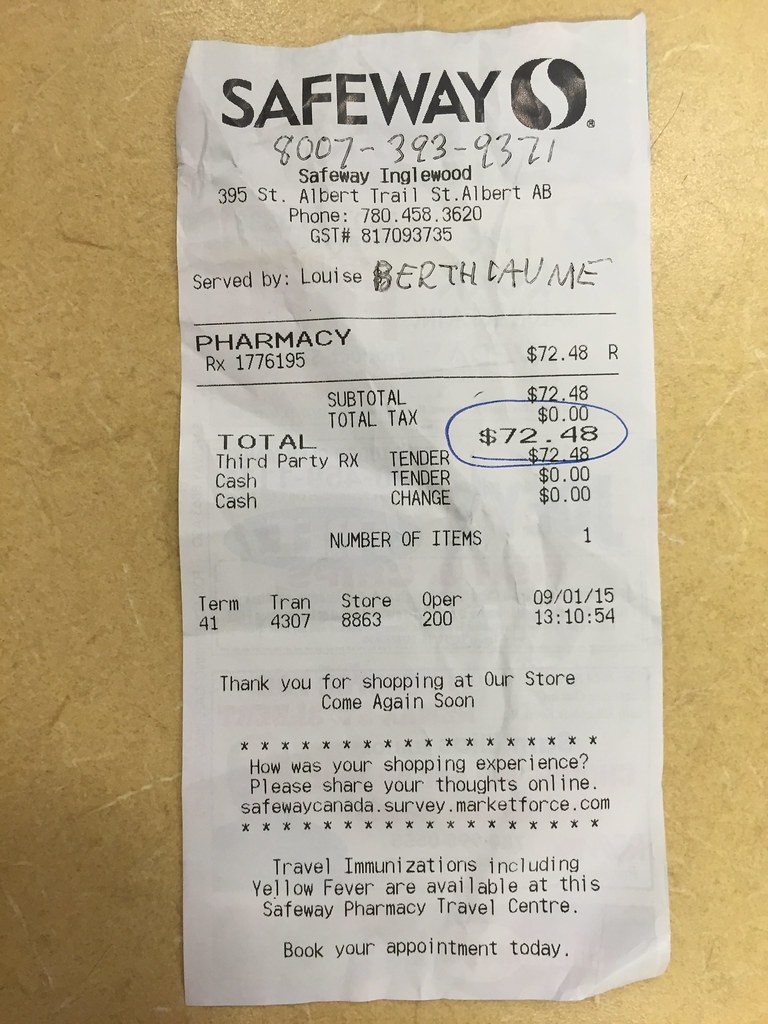 SAFEWAY
8007-393-9371
Safeway Inglewood
395 St. Albert Trail St.Albert AB
Phone: 780.458.3620
GST# 817093735
Served by: Louise BERTHIAUME
PHARMACY
Rx 1776195 $72.48 R
SUBTOTAL $72.48
TOTAL TAX $0.00
TOTAL $72.48
Third Party RX TENDER $72.48
Cash TENDER $0.00
Cash CHANGE $0.00
NUMBER OF ITEMS 1
Term Tran Store Oper 09/01/15
41 4307 8863 200 13:10:54
Thank you for shopping at Our Store
Come Again Soon
* * * * * * * * * * * * * * * * * *
How was your shopping experience?
Please share your thoughts online.
safewaycanada.survey.marketforce.com
* * * * * * * * * * * * * * * * * *
Travel Immunizations including
Yellow Fever are available at this
Safeway Pharmacy Travel Centre.
Book your appointment today.